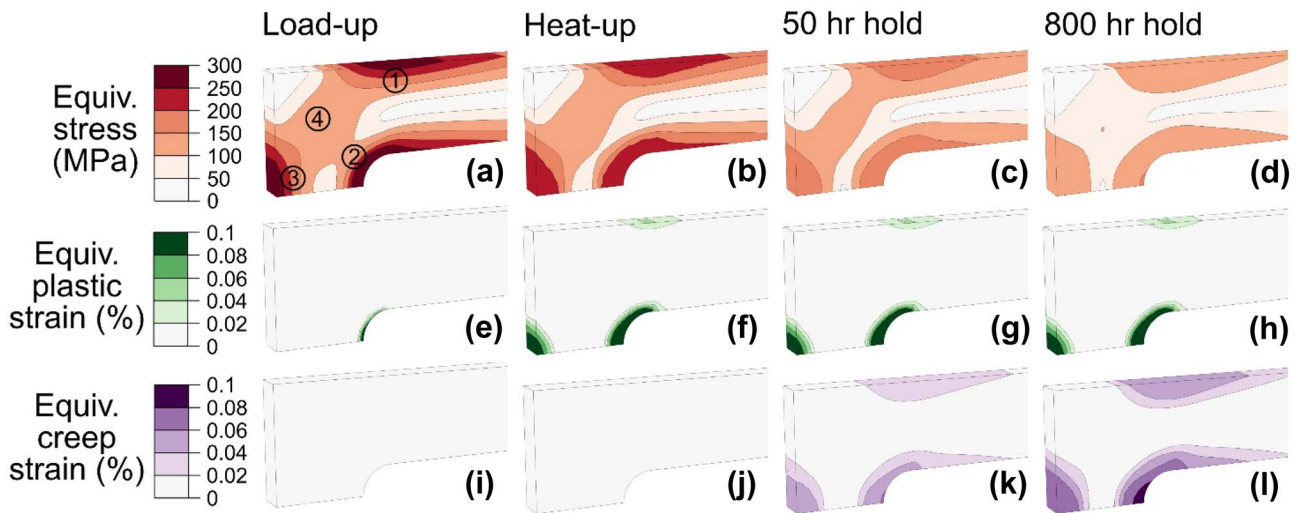 Load-up
Heat-up
50 hr hold
800 hr hold
Equiv.
stress
(MPa)
300
250
200
150
100
50
0
①
④
②
③
(a)
(b)
(c)
(d)
Equiv.
plastic
strain (%)
0.1
0.08
0.06
0.04
0.02
0
(e)
(f)
(g)
(h)
Equiv.
creep
strain (%)
0.1
0.08
0.06
0.04
0.02
0
(i)
(j)
(k)
(l)